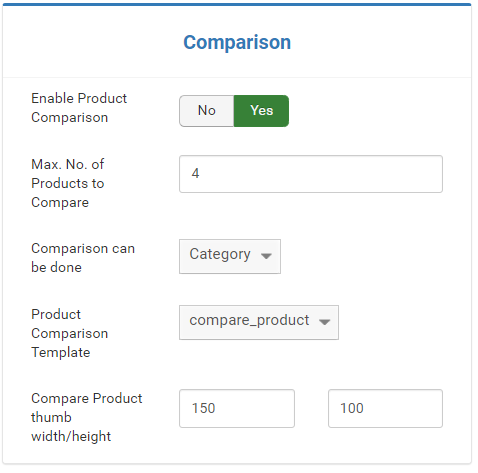 Comparison
Enable Product
Comparison
No Yes
Max. No. of
Products to
Compare
4
Comparison can
be done
Category
Product
Comparison
Template
compare_product
Compare Product
thumb
width/height
150 100